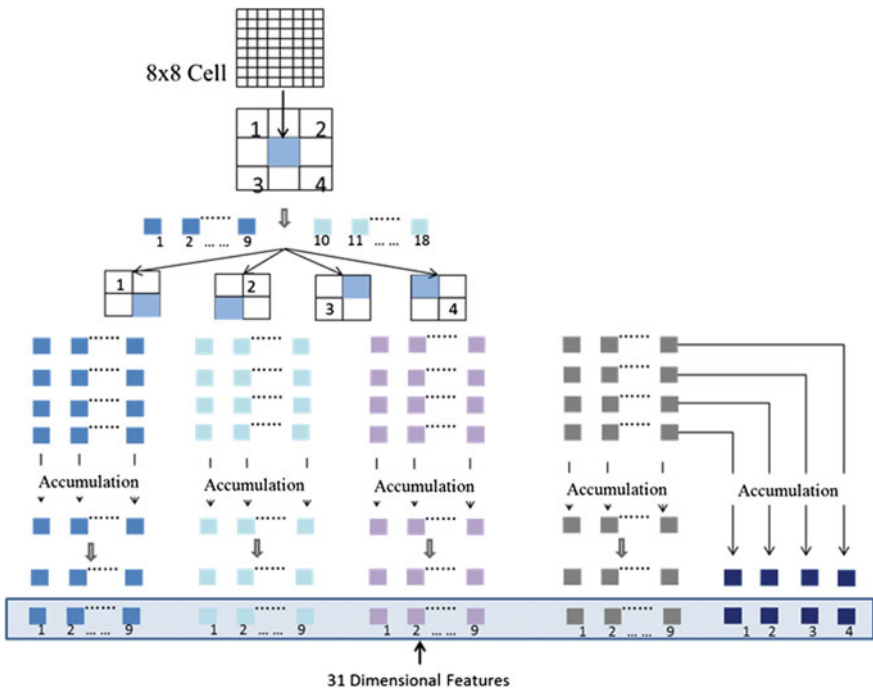 8x8 Cell
1 2
3 4
......  ......
1 2 ... ... 9 10 11 ... ... 18
1 2 3 4
...... ...... ...... ......
...... ...... ...... ......
...... ...... ...... ......
...... ...... ...... ......
Accumulation Accumulation Accumulation Accumulation Accumulation
...... ...... ...... ......
...... ...... ...... ......
...... ...... ...... ......
1 2 ... ... 9 1 2 ... ... 9 1 2 ... ... 9 1 2 ... ... 9 1 2 3 4
31 Dimensional Features